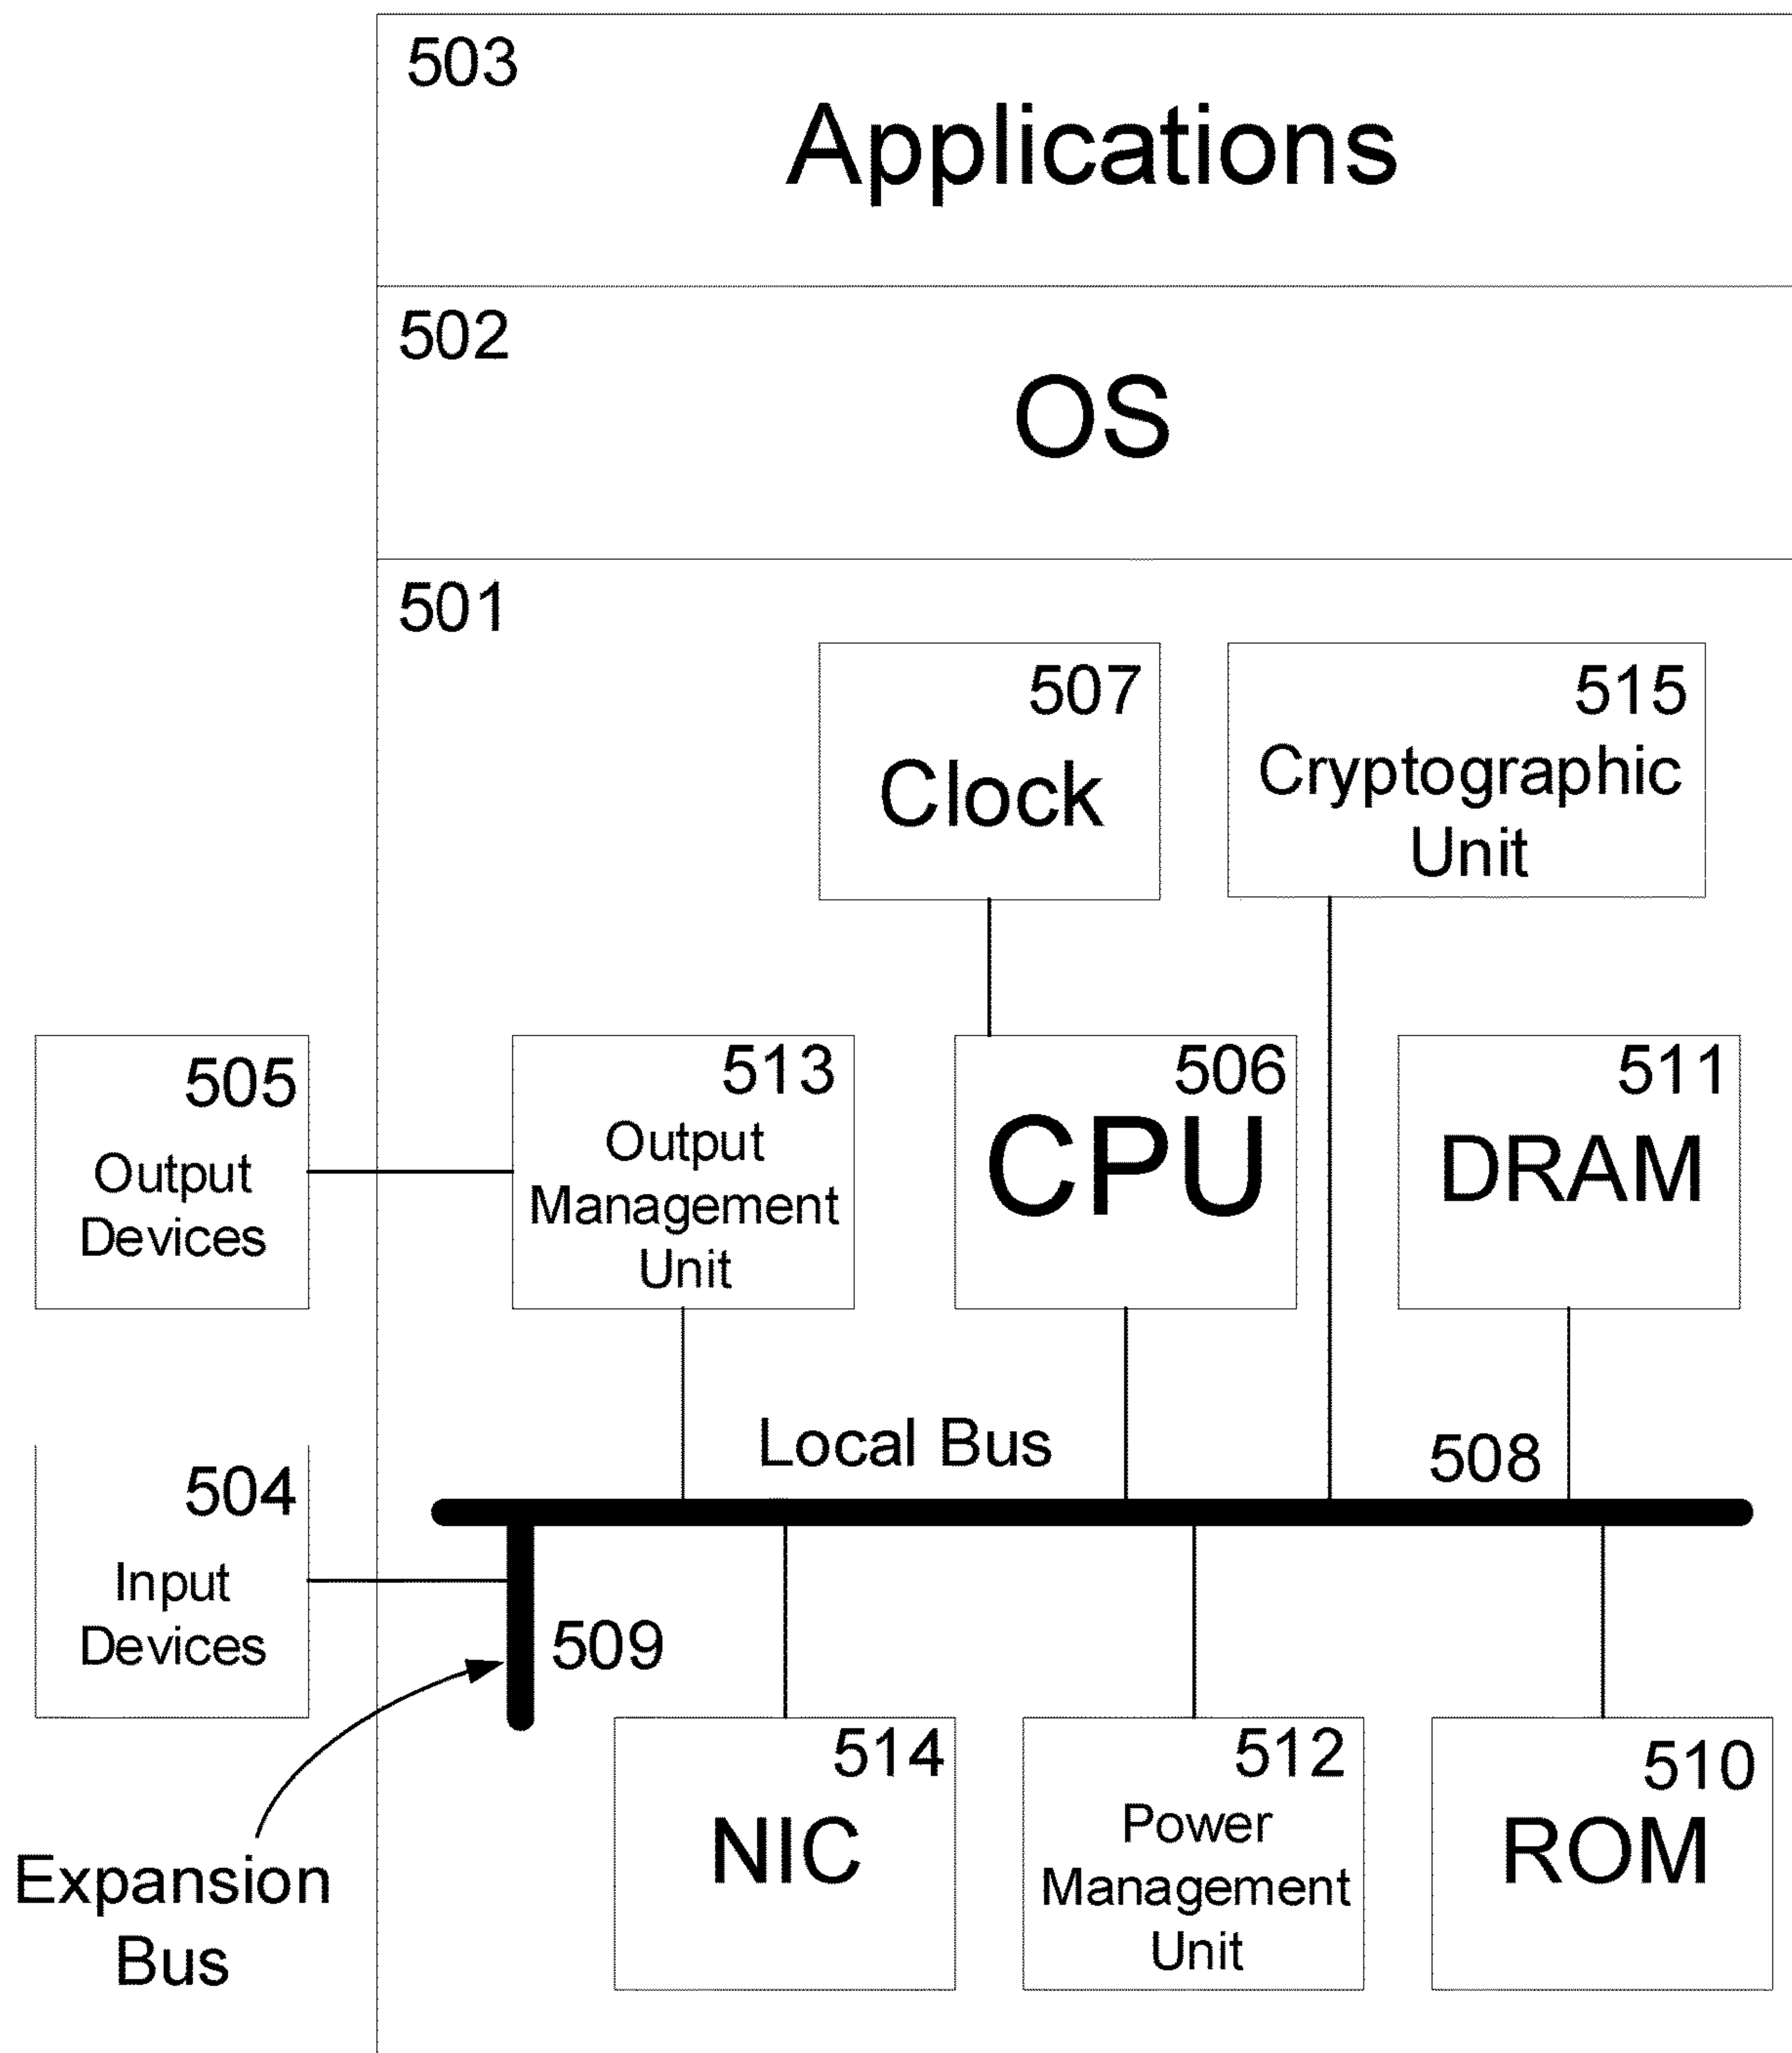 503
Applications
502
OS
501
507
Clock
515
Cryptographic
Unit
505
Output
Devices
513
Output
Management
Unit
506
CPU
511
DRAM
Local Bus
508
504
Input
Devices
509
Expansion
Bus
514
NIC
512
Power
Management
Unit
510
ROM